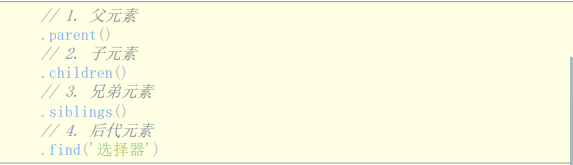 // 1. 父元素
.parent()
// 2. 子元素
.children()
// 3. 兄弟元素
.siblings()
// 4. 后代元素
.find('选择器')